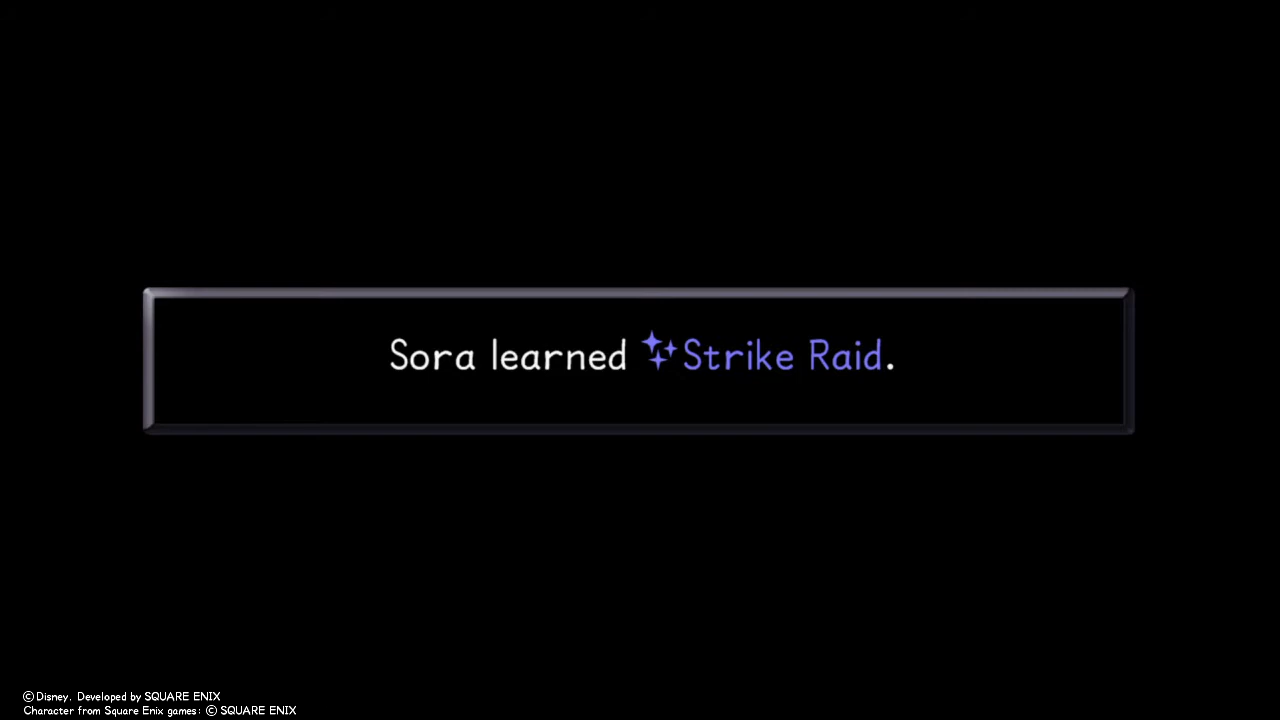 Sora learned Strike Raid.
©Disney. Developed by SQUARE ENIX
Character from Square Enix games: © SQUARE ENIX